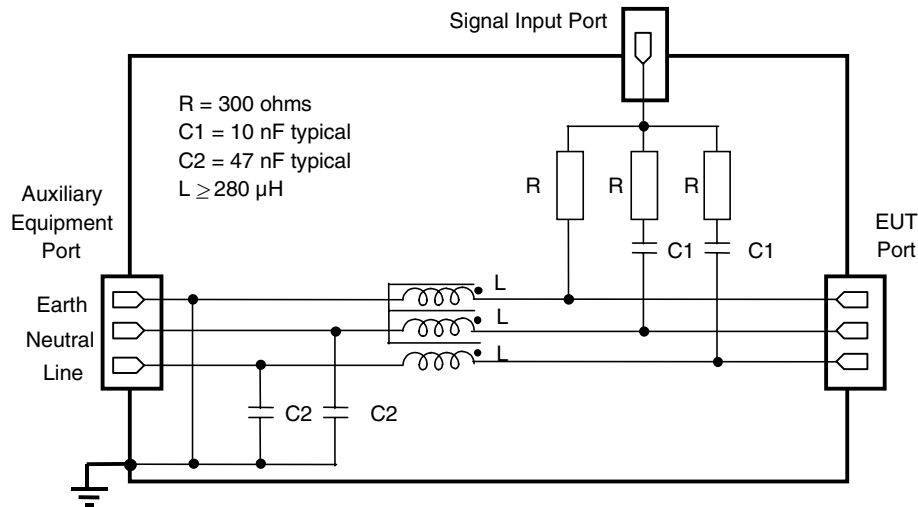 Signal Input Port
R = 300 ohms
C1 = 10 nF typical
C2 = 47 nF typical
L ≥ 280 μH
Auxiliary
Equipment
Port
R
R
R
EUT
Port
C1
C1
Earth
L
Neutral
L
Line
L
C2
C2